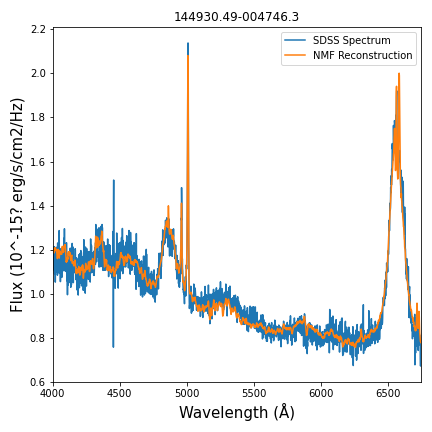 144930.49-004746.3
SDSS Spectrum
NMF Reconstruction
2.2
2.0
1.8
1.6
1.4
1.2
1.0
0.8
0.6
Flux (10^-15? erg/s/cm2/Hz)
4000 4500 5000 5500 6000 6500
Wavelength (Å)